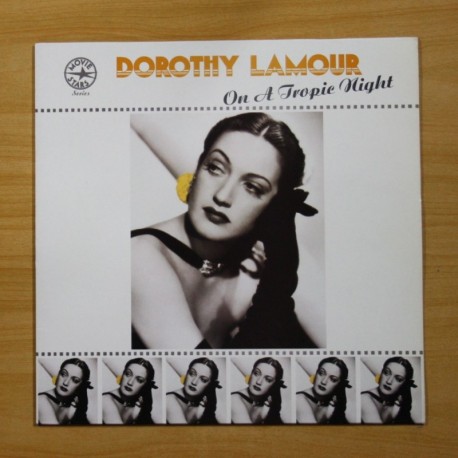 MOVIE
STARS
Series
DOROTHY LAMOUR
On A Tropic Night